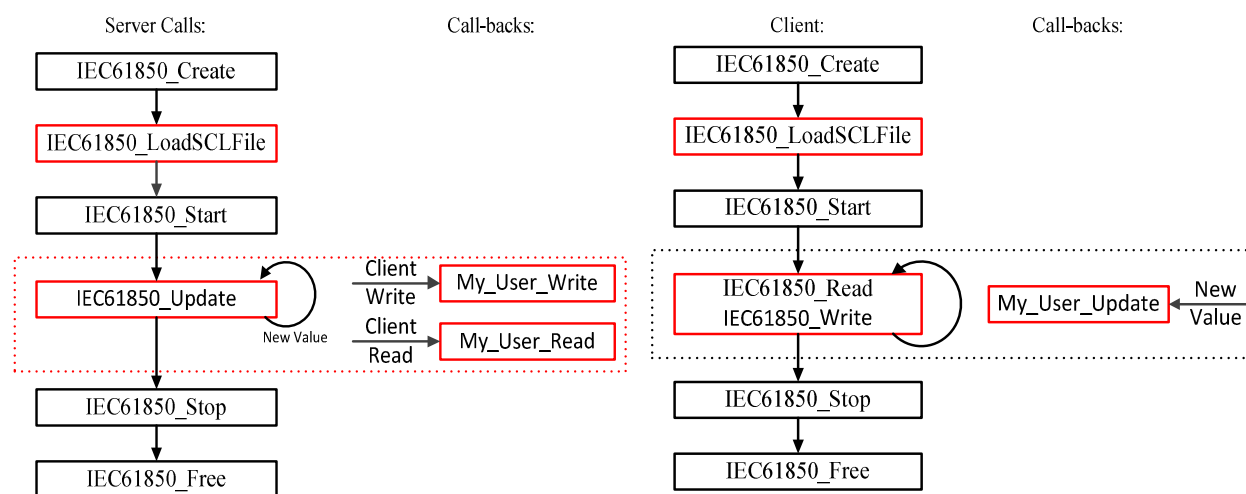 Server Calls:
Call-backs:
IEC61850_Create
IEC61850_LoadSCLFile
IEC61850_Start
IEC61850_Update
New Value
Client
Write
My_User_Write
Client
Read
My_User_Read
IEC61850_Stop
IEC61850_Free
Client:
Call-backs:
IEC61850_Create
IEC61850_LoadSCLFile
IEC61850_Start
IEC61850_Read
IEC61850_Write
My_User_Update
New
Value
IEC61850_Stop
IEC61850_Free